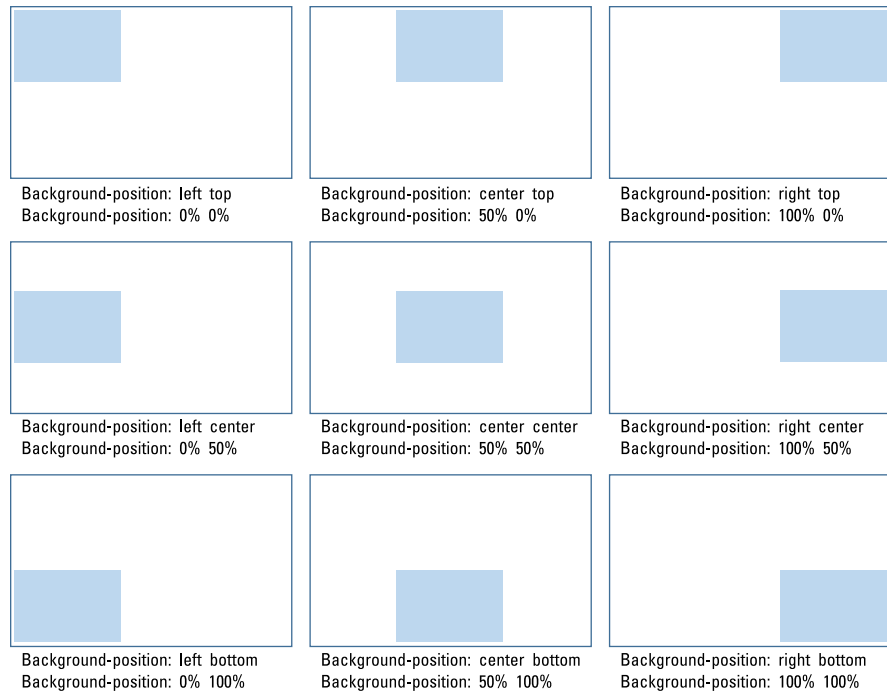 Background-position: left top
Background-position: 0% 0%
Background-position: center top
Background-position: 50% 0%
Background-position: right top
Background-position: 100% 0%
Background-position: left center
Background-position: 0% 50%
Background-position: center center
Background-position: 50% 50%
Background-position: right center
Background-position: 100% 50%
Background-position: left bottom
Background-position: 0% 100%
Background-position: center bottom
Background-position: 50% 100%
Background-position: right bottom
Background-position: 100% 100%